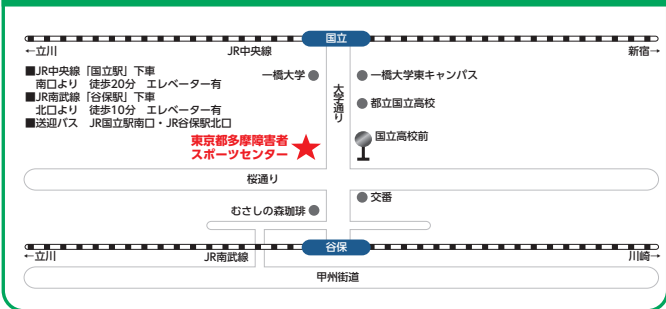 国立
←立川
JR中央線
新宿→
■JR中央線「国立駅」下車
南口より 徒歩20分 エレベーター有
■JR南武線「谷保駅」下車
北口より 徒歩10分 エレベーター有
■送迎バス JR国立駅南口・JR谷保駅北口
一橋大学
大学通り
一橋大学東キャンパス
都立国立高校
国立高校前
東京都多摩障害者
スポーツセンター
桜通り
交番
むさしの森珈琲
谷保
←立川
JR南武線
川崎→
甲州街道